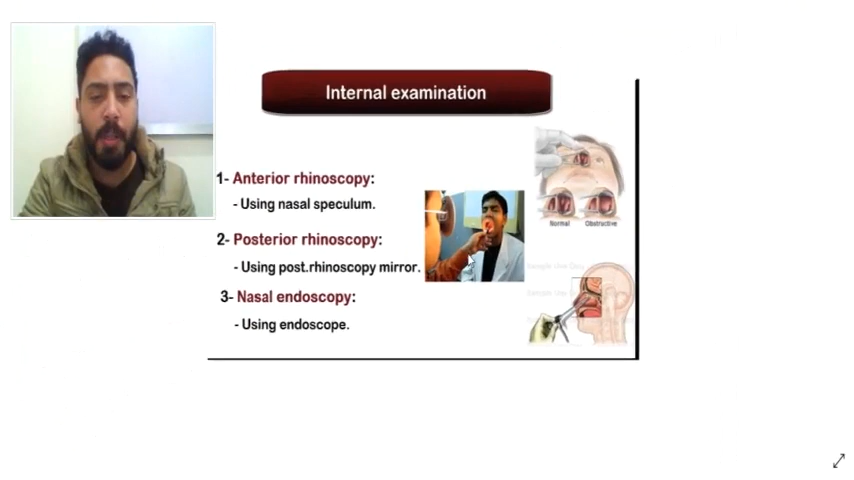 Internal examination
1- Anterior rhinoscopy:
- Using nasal speculum.
2- Posterior rhinoscopy:
- Using post.rhinoscopy mirror.
3- Nasal endoscopy:
- Using endoscope.
Normal Obstructive